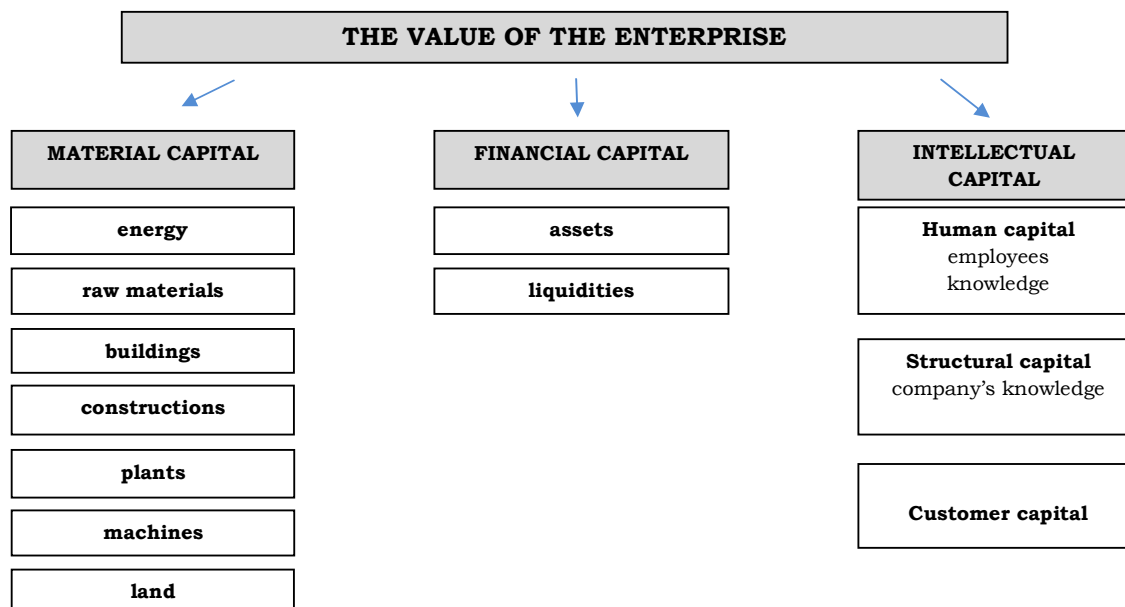 THE VALUE OF THE ENTERPRISE
MATERIAL CAPITAL
energy
raw materials
buildings
constructions
plants
machines
land
FINANCIAL CAPITAL
assets
liquidities
INTELLECTUAL
CAPITAL
Human capital
employees
knowledge
Structural capital
company's knowledge
Customer capital